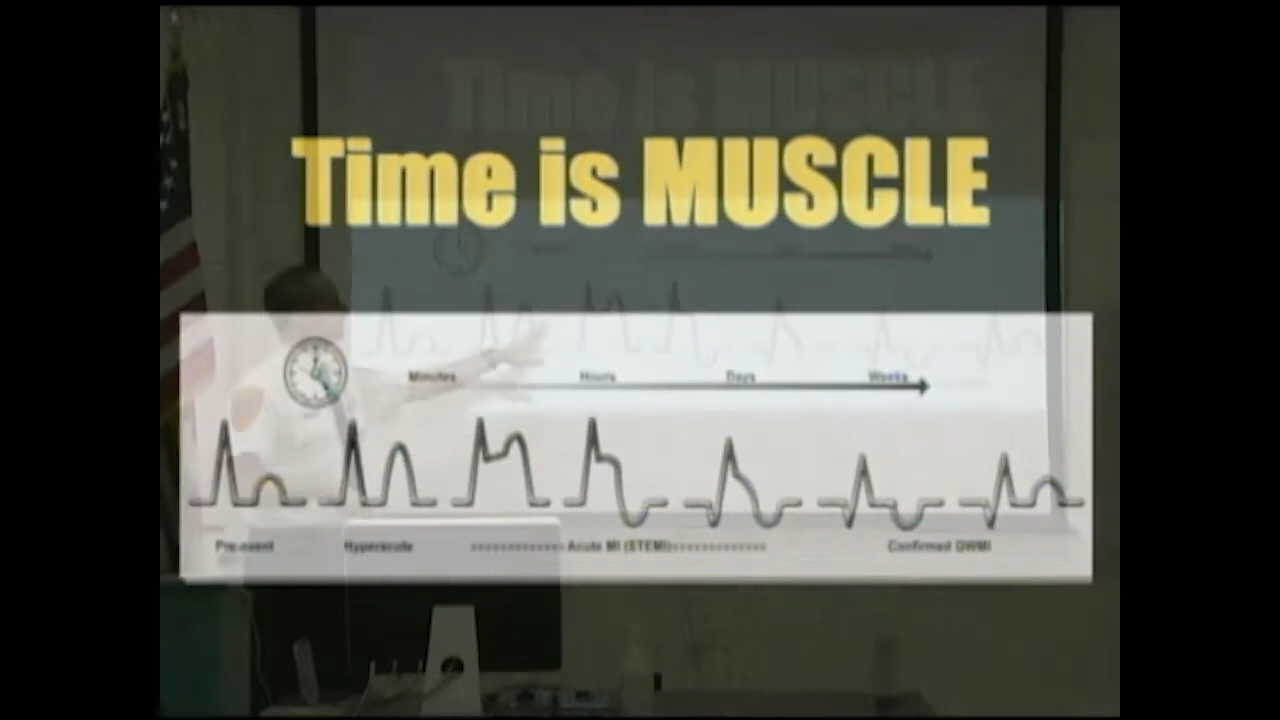 Time is MUSCLE
Minutes Hours Days Weeks
Pre-event Hyperacute ----------- Acute MI (STEMI)----------- Confirmed QWMI